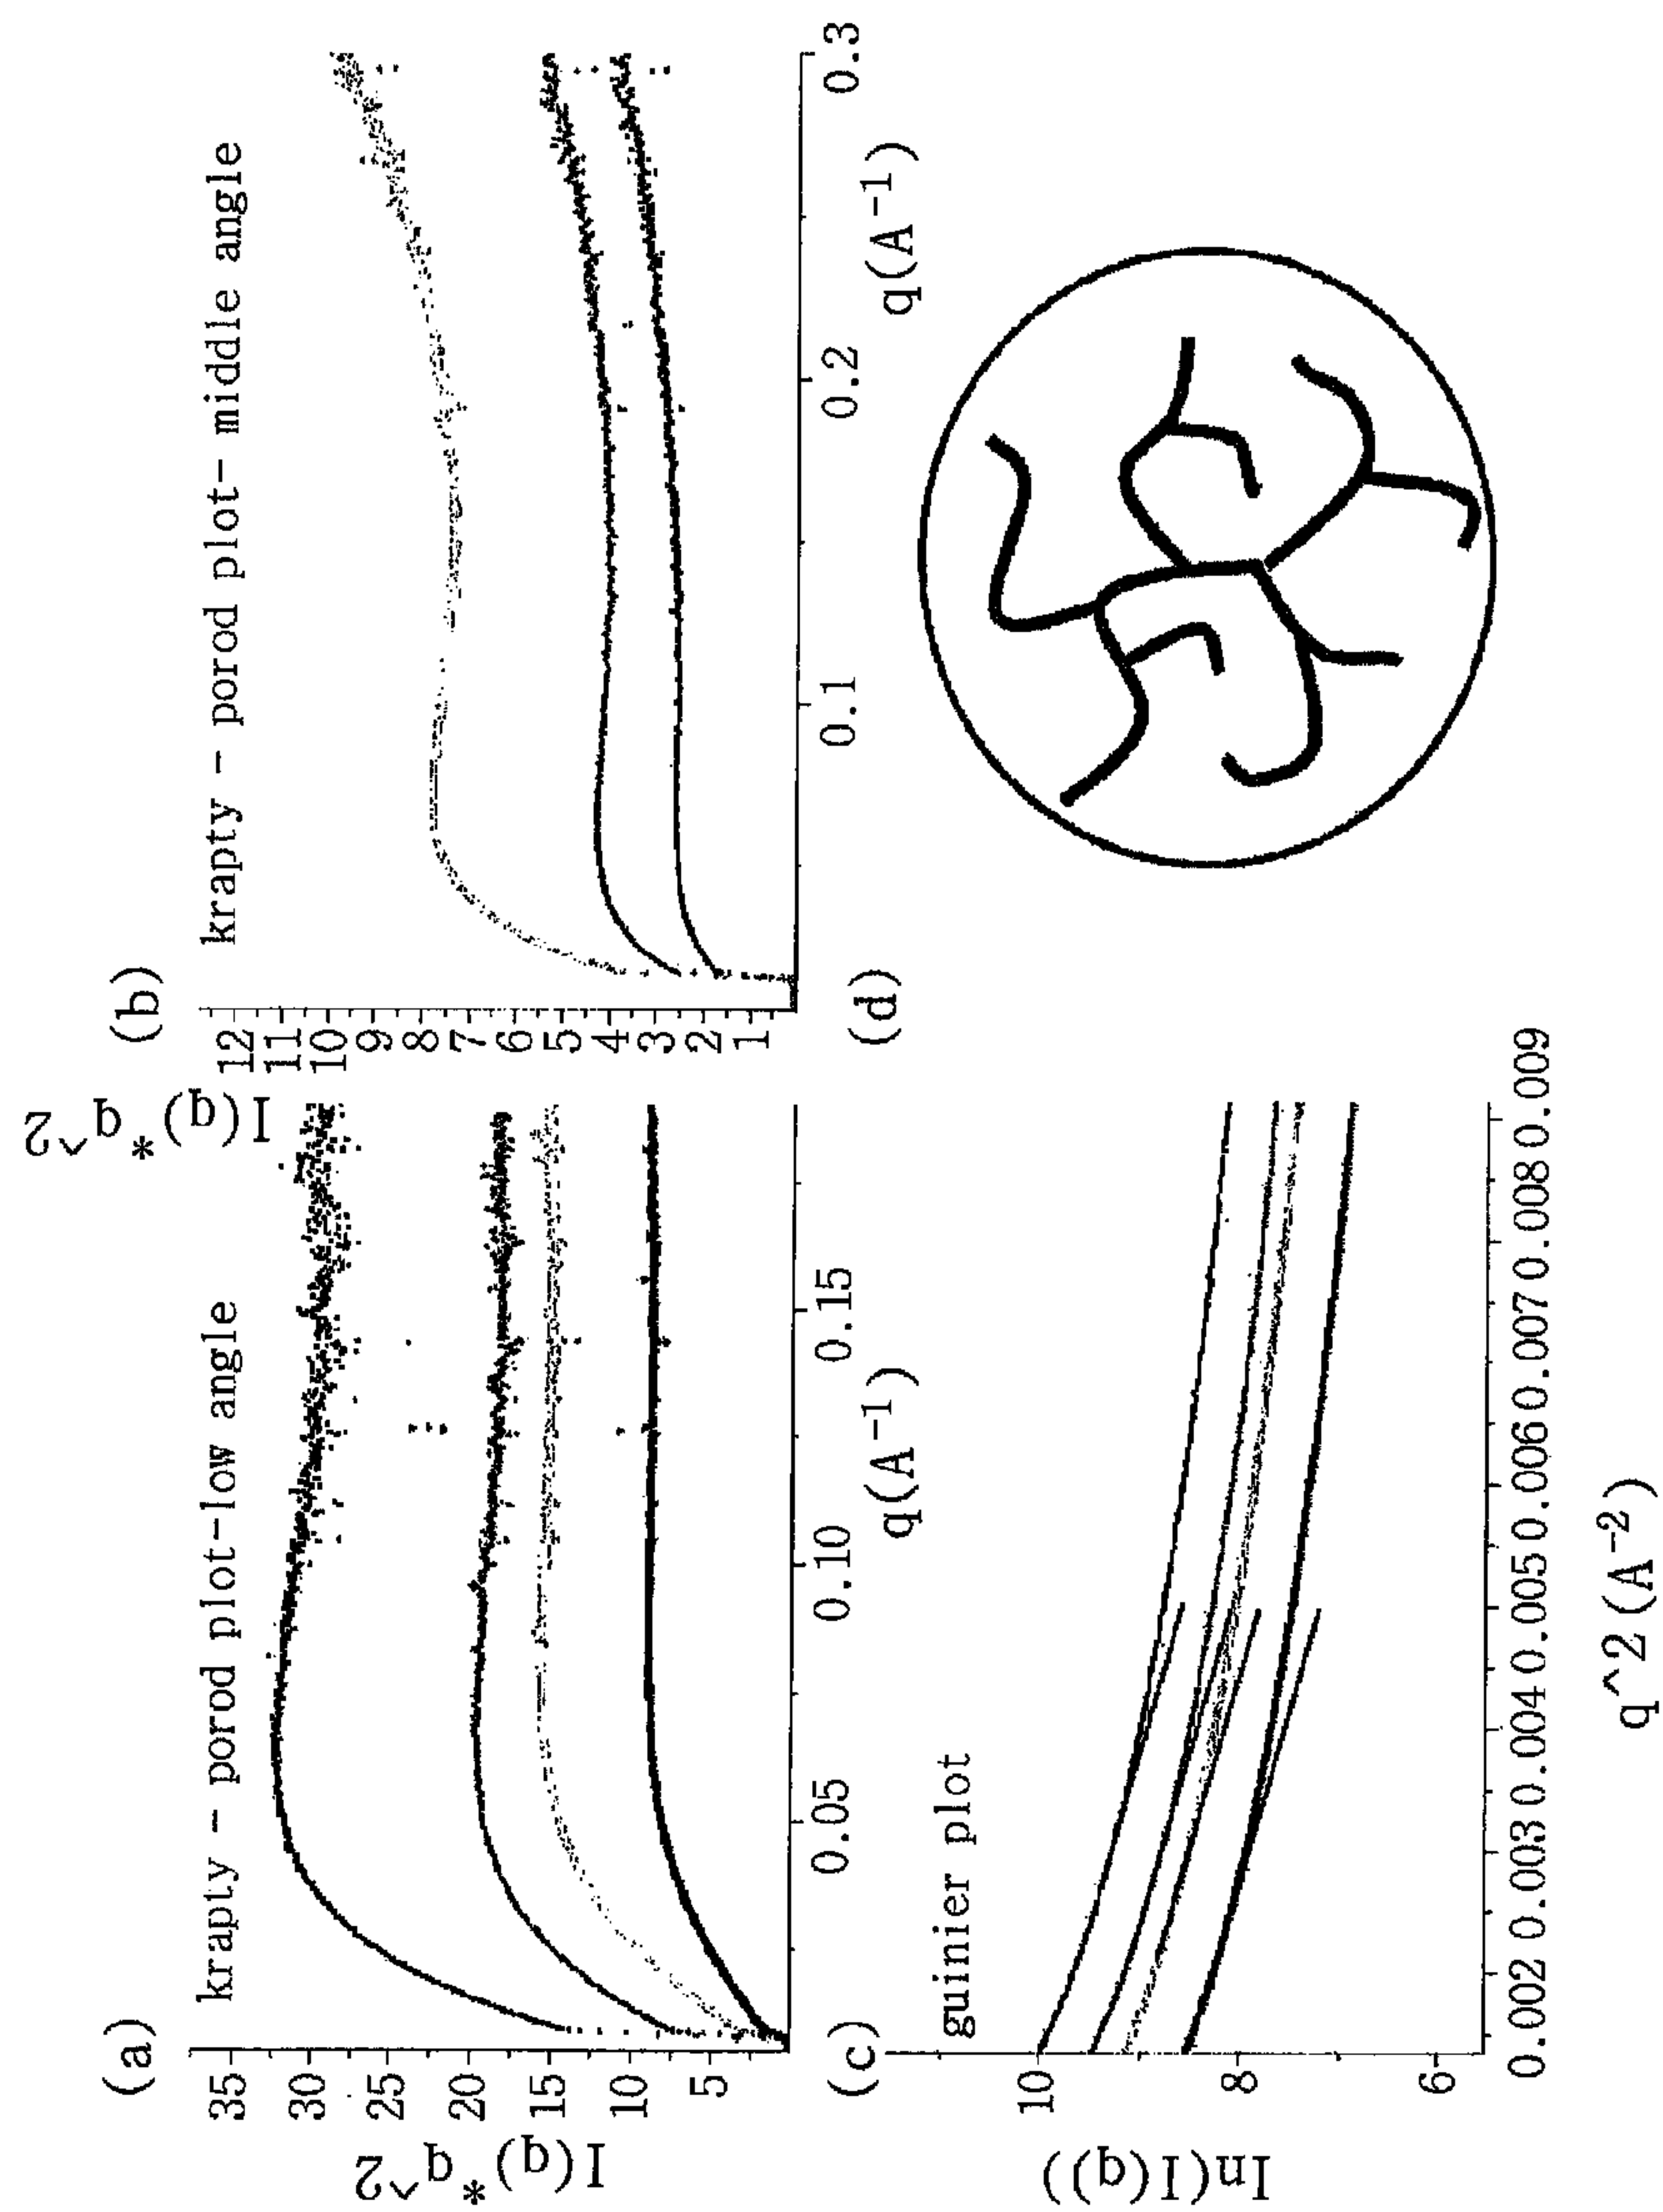 (a)
krapty - porod plot-low angle
I(q)*q^2
35
30
25
20
15
10
5
0.05
0.10
0.15
q(A-1)
(b)
krapty - porod plot- middle angle
I(q)*q^2
12
11
10
9
8
7
6
5
4
3
2
1
0.1
0.2
0.3
q(A-1)
(c)
guinier plot
In(I(q))
10
8
6
0.002 0.003 0.004 0.005 0.006 0.007 0.008 0.009
q^2(A-2)
(d)